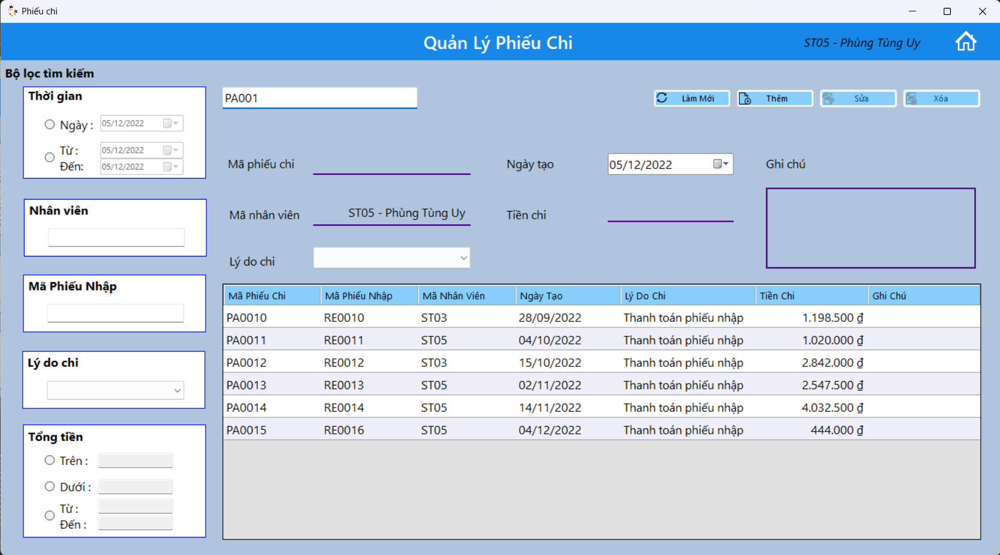 Phiếu chi
Quản Lý Phiếu Chi
ST05 - Phùng Tùng Uy
Bộ lọc tìm kiếm
Thời gian
Ngày : 05/12/2022
Từ : 05/12/2022
Đến: 05/12/2022
Nhân viên
Mã Phiếu Nhập
Lý do chi
Tổng tiền
Trên :
Dưới :
Từ :
Đến :
PA001
Làm Mới
Thêm
Sửa
Xóa
Mã phiếu chi
Ngày tạo 05/12/2022
Ghi chú
Mã nhân viên ST05 - Phùng Tùng Uy
Tiền chi
Lý do chi
Mã Phiếu Chi Mã Phiếu Nhập Mã Nhân Viên Ngày Tạo Lý Do Chi Tiền Chi Ghi Chú
PA0010 RE0010 ST03 28/09/2022 Thanh toán phiếu nhập 1.198.500 ₫
PA0011 RE0011 ST05 04/10/2022 Thanh toán phiếu nhập 1.020.000 ₫
PA0012 RE0012 ST03 15/10/2022 Thanh toán phiếu nhập 2.842.000 ₫
PA0013 RE0013 ST05 02/11/2022 Thanh toán phiếu nhập 2.547.500 ₫
PA0014 RE0014 ST05 14/11/2022 Thanh toán phiếu nhập 4.032.500 ₫
PA0015 RE0016 ST05 04/12/2022 Thanh toán phiếu nhập 444.000 ₫